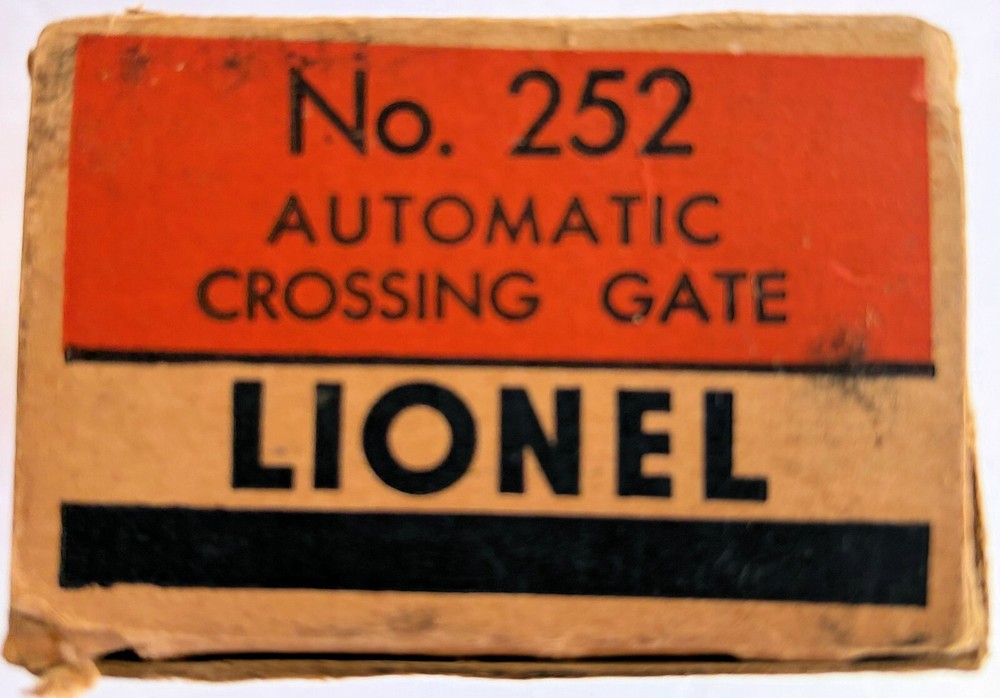 No. 252
AUTOMATIC
CROSSING GATE
LIONEL